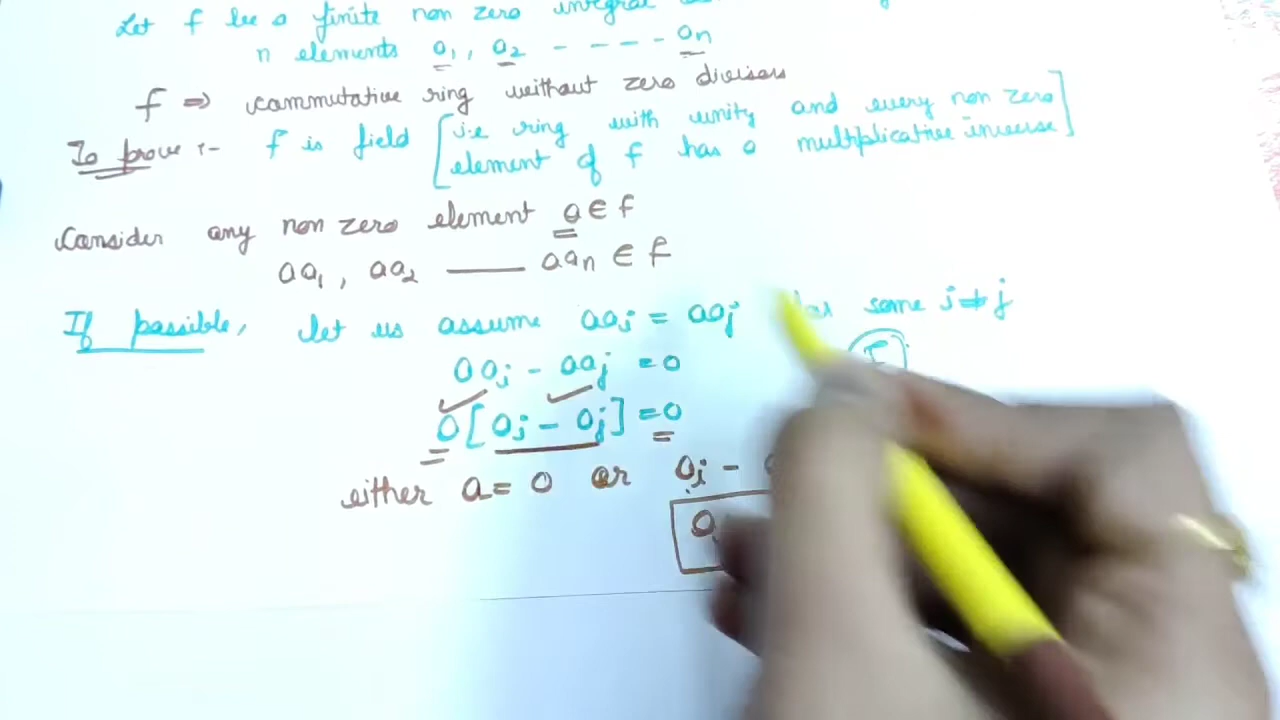 Let f be a finite non zero integral
n elements a1, a2 - - - - - an
f ⇒ commutative ring without zero divisors
To prove :- f is field [i.e ring with unity and every non zero
element of f has a multiplicative inverse]
Consider any non zero element a ∈ f
aa1, aa2 —— aan ∈ f
If possible, let us assume aai = aaj some i ≠ j
aai - aaj = 0
a[ai - aj] = 0
either a = 0 or ai -